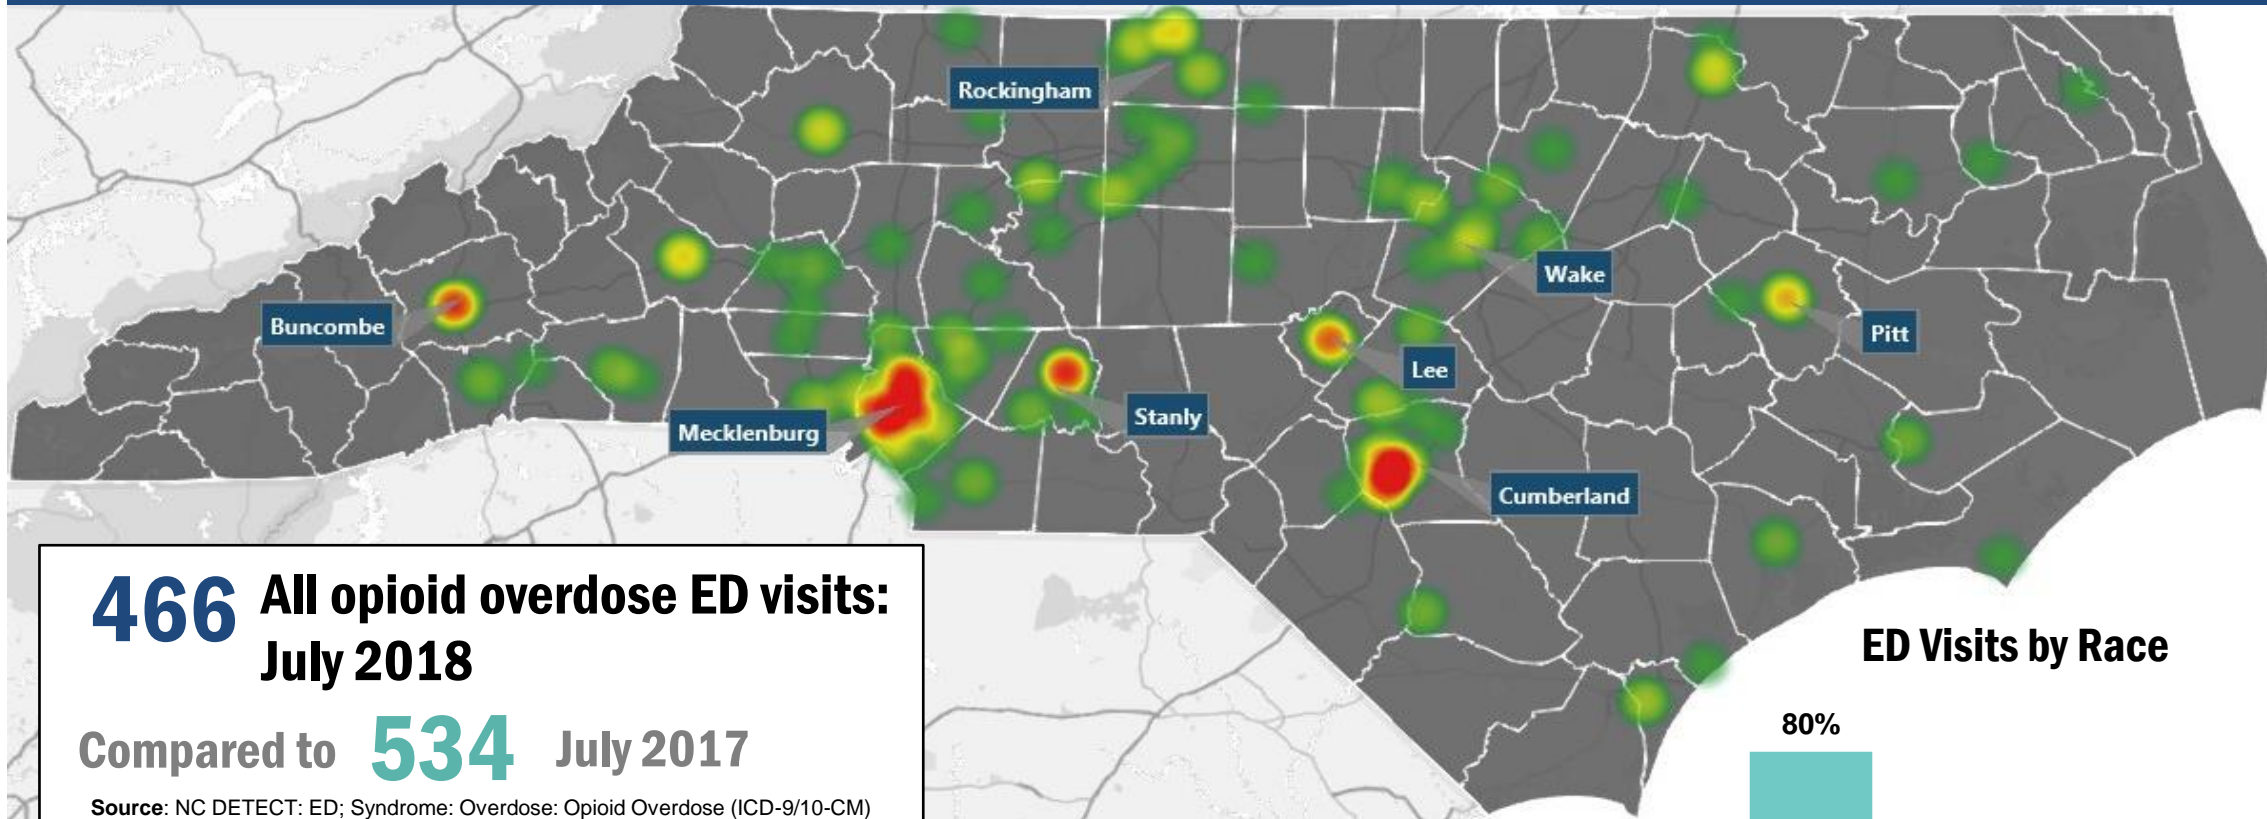 Rockingham
Wake
Buncombe
Pitt
Lee
Stanly
Mecklenburg
Cumberland
466 All opioid overdose ED visits:
July 2018
Compared to 534 July 2017
Source: NC DETECT: ED; Syndrome: Overdose: Opioid Overdose (ICD-9/10-CM)
ED Visits by Race
80%